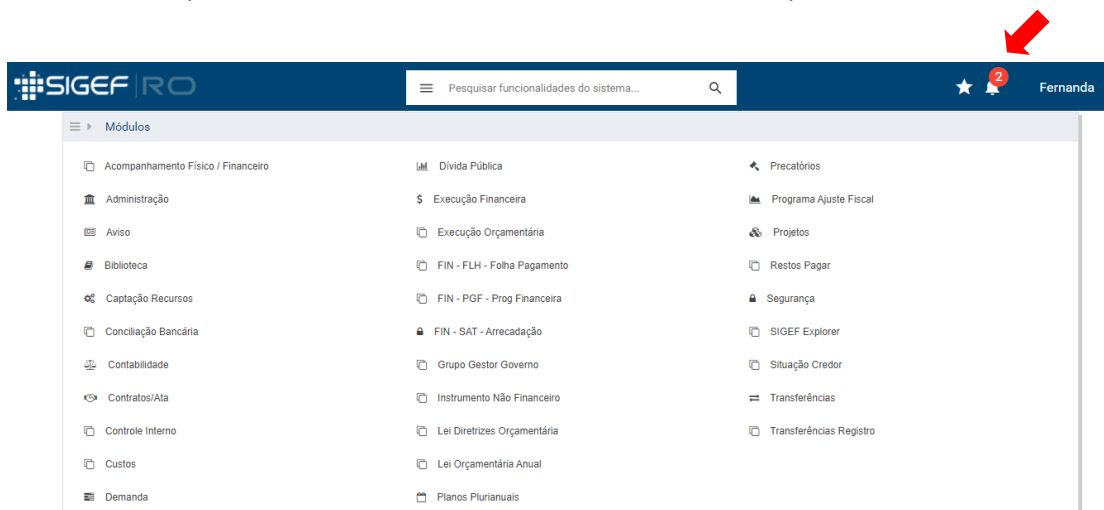 SIGEF RO
Pesquisar funcionalidades do sistema...
2
Fernanda
Módulos
Acompanhamento Físico / Financeiro
Administração
Aviso
Biblioteca
Captação Recursos
Conciliação Bancária
Contabilidade
Contratos/Ata
Controle Interno
Custos
Demanda
Dívida Pública
Execução Financeira
Execução Orçamentária
FIN - FLH - Folha Pagamento
FIN - PGF - Prog Financeira
FIN - SAT - Arrecadação
Grupo Gestor Governo
Instrumento Não Financeiro
Lei Diretrizes Orçamentária
Lei Orçamentária Anual
Planos Plurianuais
Precatórios
Programa Ajuste Fiscal
Projetos
Restos Pagar
Segurança
SIGEF Explorer
Situação Credor
Transferências
Transferências Registro